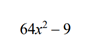 64x² – 9